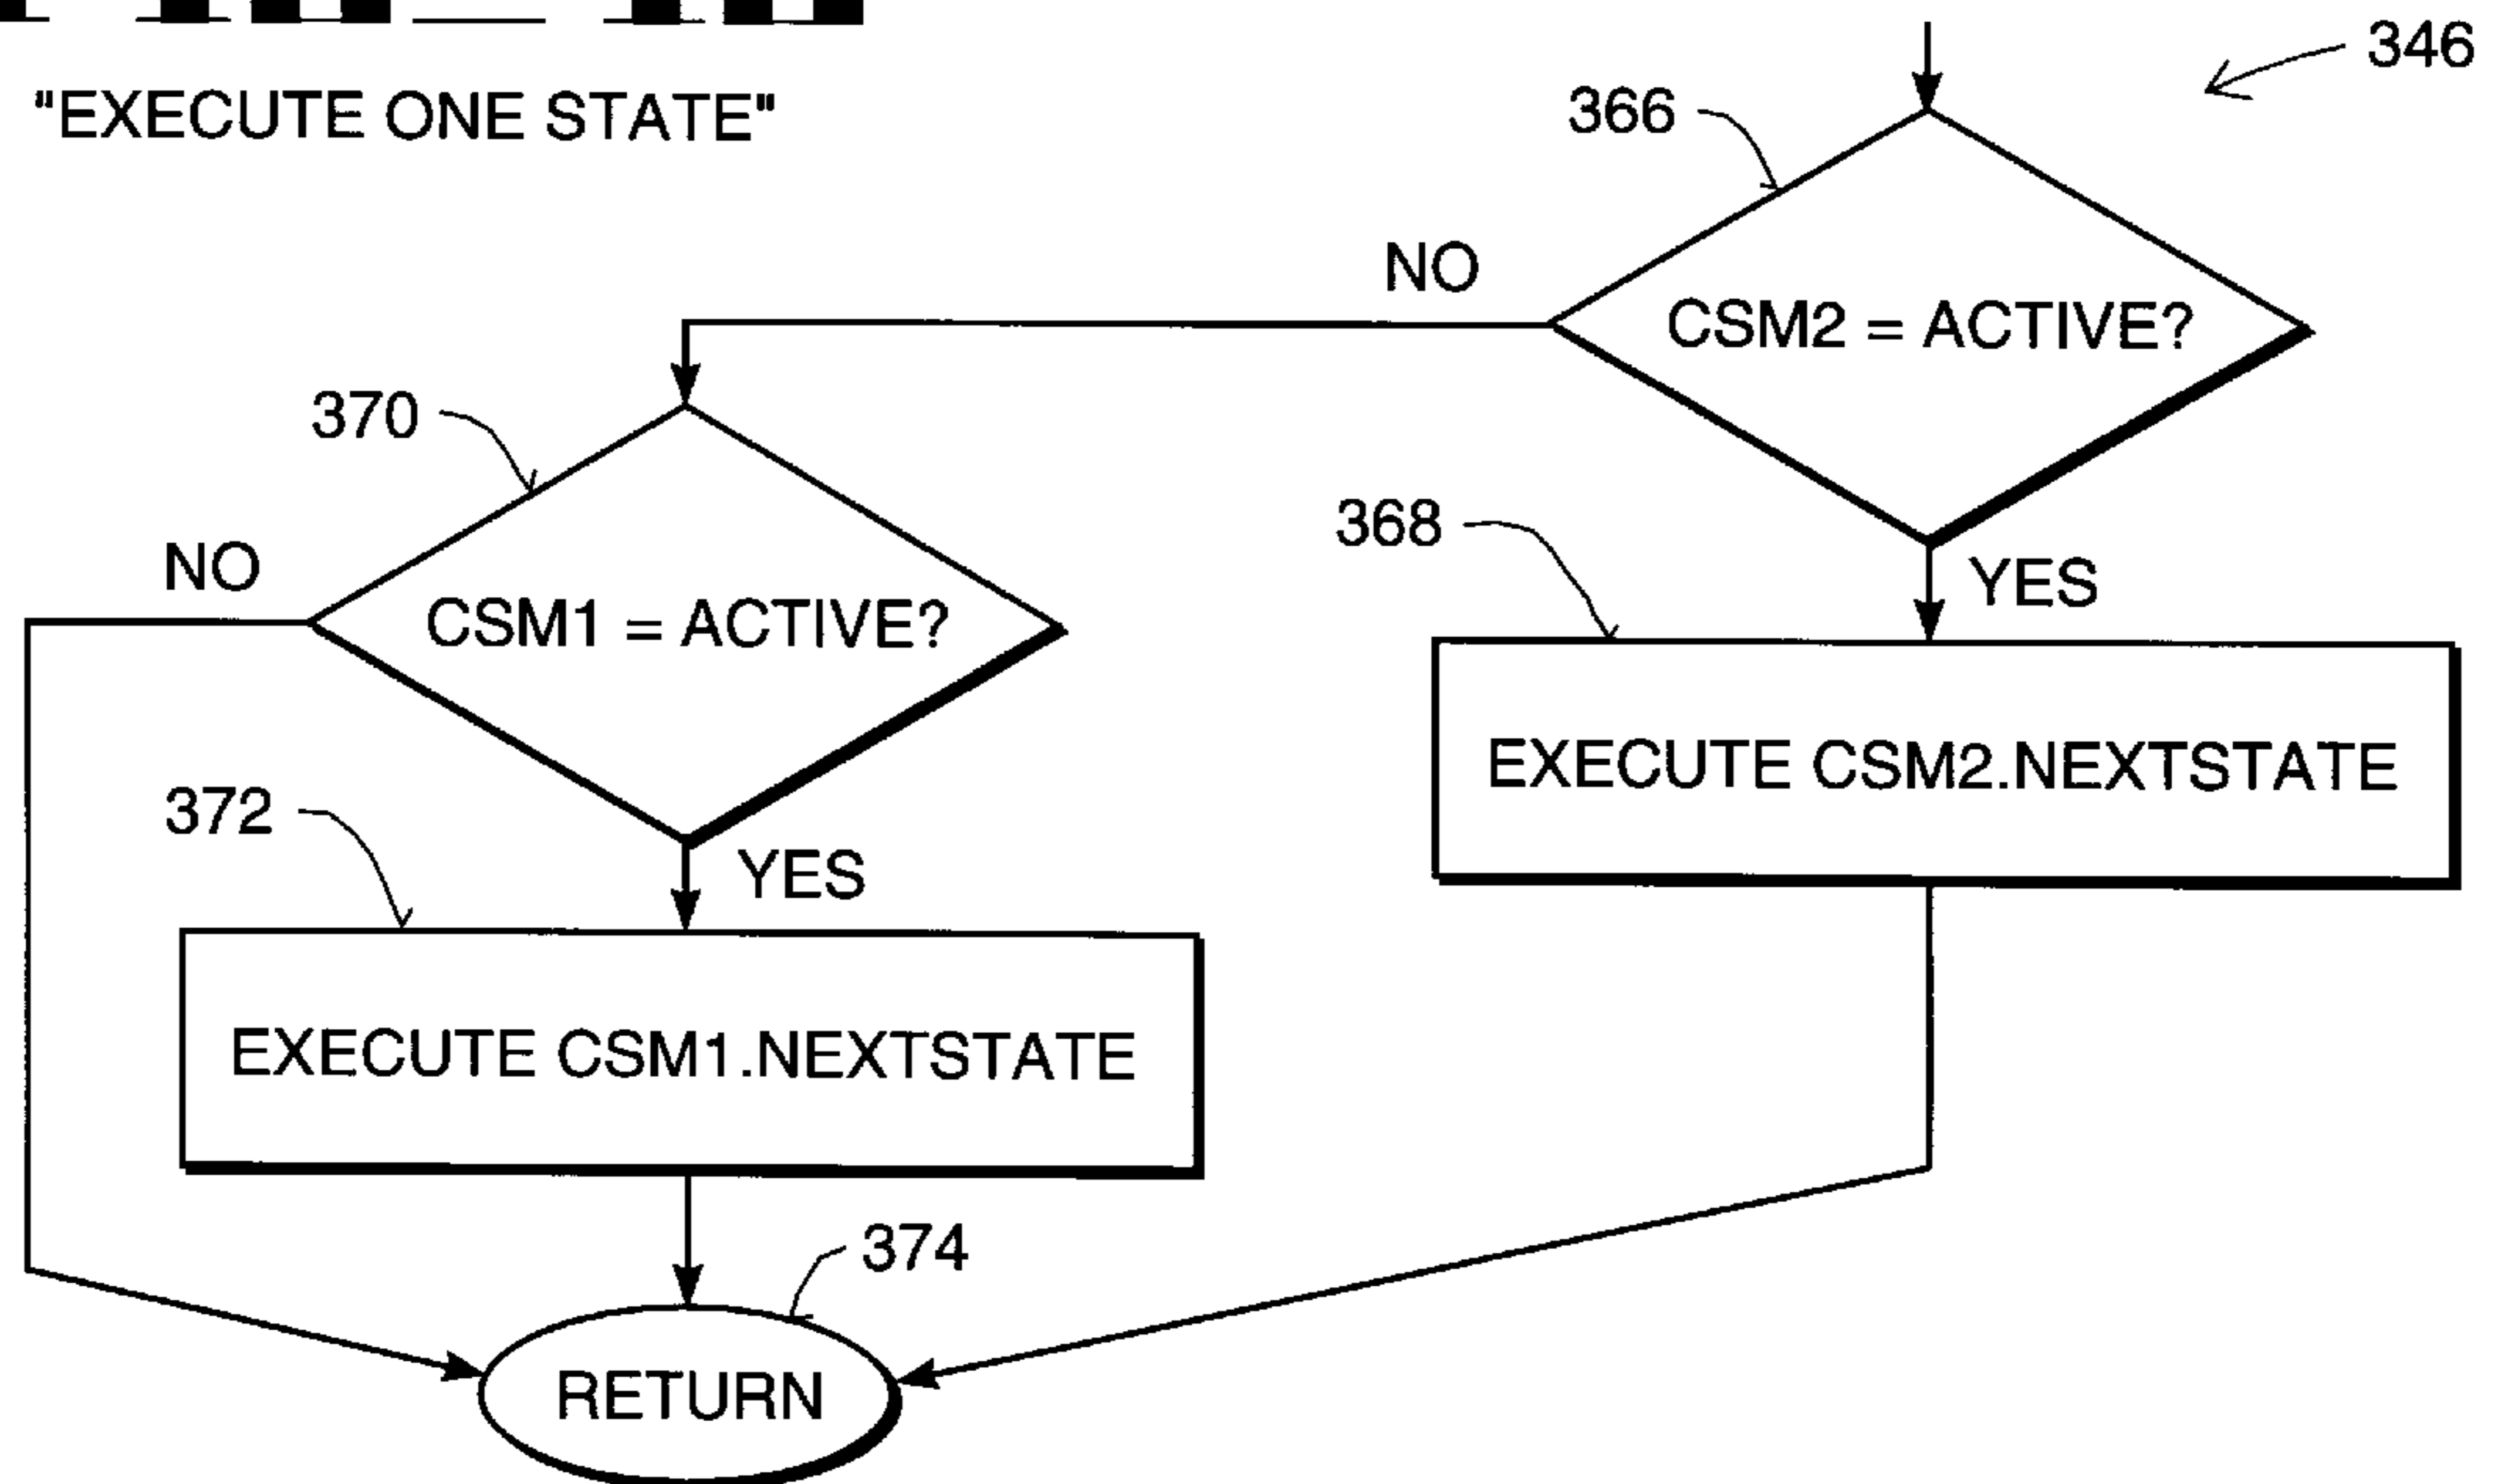 "EXECUTE ONE STATE"
346
366
CSM2 = ACTIVE?
NO
YES
370
CSM1 = ACTIVE?
NO
YES
368
EXECUTE CSM2.NEXTSTATE
372
EXECUTE CSM1.NEXTSTATE
374
RETURN